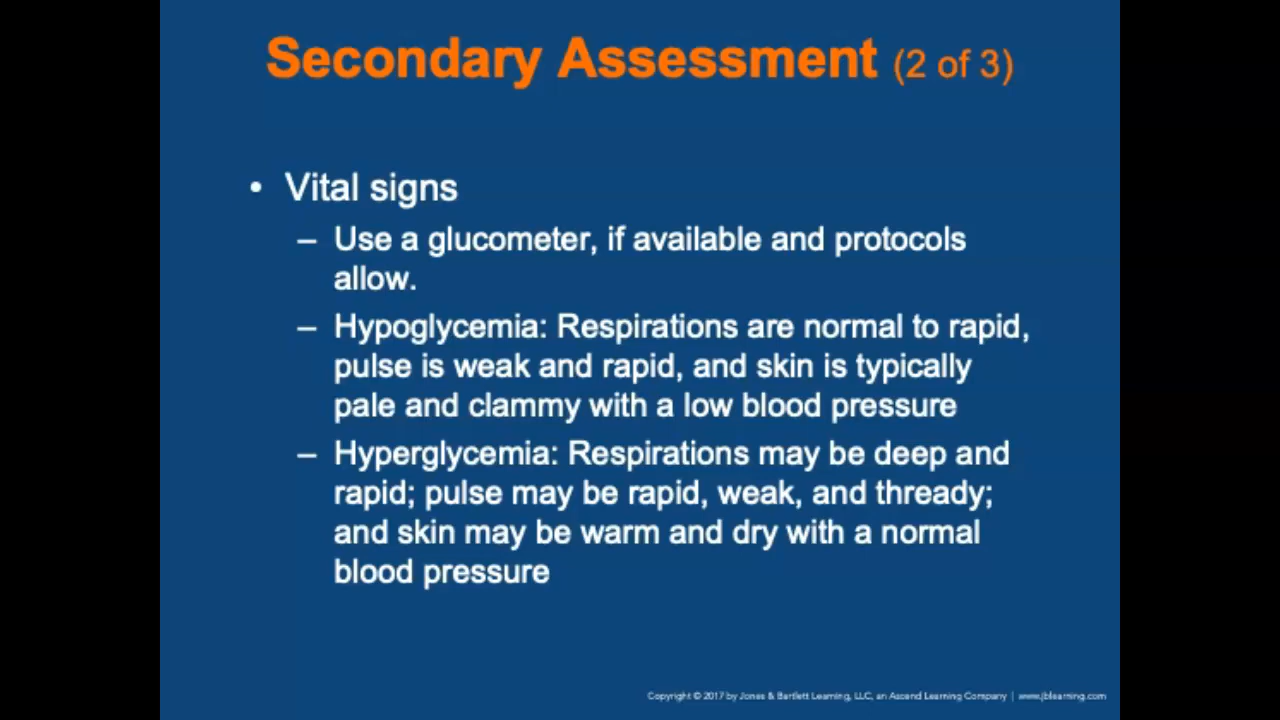 Secondary Assessment (2 of 3)
• Vital signs
– Use a glucometer, if available and protocols
allow.
– Hypoglycemia: Respirations are normal to rapid,
pulse is weak and rapid, and skin is typically
pale and clammy with a low blood pressure
– Hyperglycemia: Respirations may be deep and
rapid; pulse may be rapid, weak, and thready;
and skin may be warm and dry with a normal
blood pressure
Copyright © 2017 by Jones & Bartlett Learning, LLC, an Ascend Learning Company | www.jblearning.com